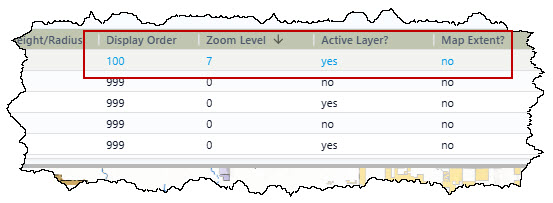 eight/Radius Display Order Zoom Level ↓ Active Layer? Map Extent?
100 7 yes no
999 0 no no
999 0 yes no
999 0 no no
999 0 yes no